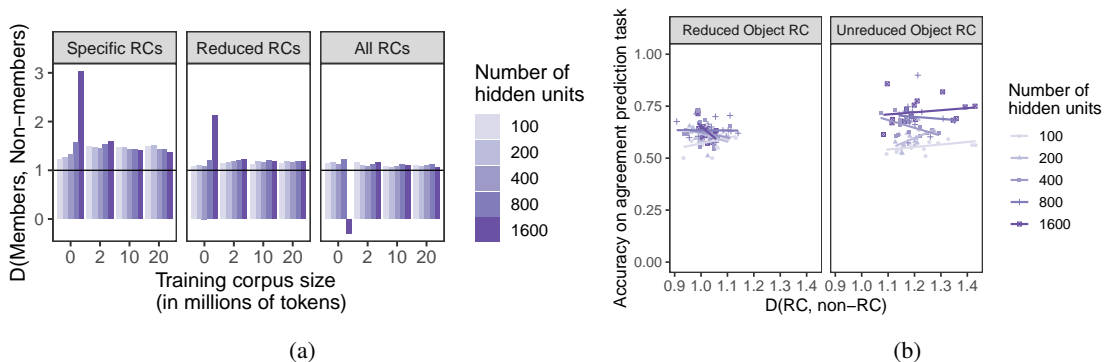 Specific RCs
Reduced RCs
All RCs
D(Members, Non-members)
3
2
1
0
0 2 10 20
0 2 10 20
0 2 10 20
Training corpus size
(in millions of tokens)
Number of
hidden units
100
200
400
800
1600
(a)
Reduced Object RC
Unreduced Object RC
Accuracy on agreement prediction task
1.00
0.75
0.50
0.25
0.00
0.9 1.0 1.1 1.2 1.3 1.4
0.9 1.0 1.1 1.2 1.3 1.4
D(RC, non-RC)
Number of
hidden units
100
200
400
800
1600
(b)